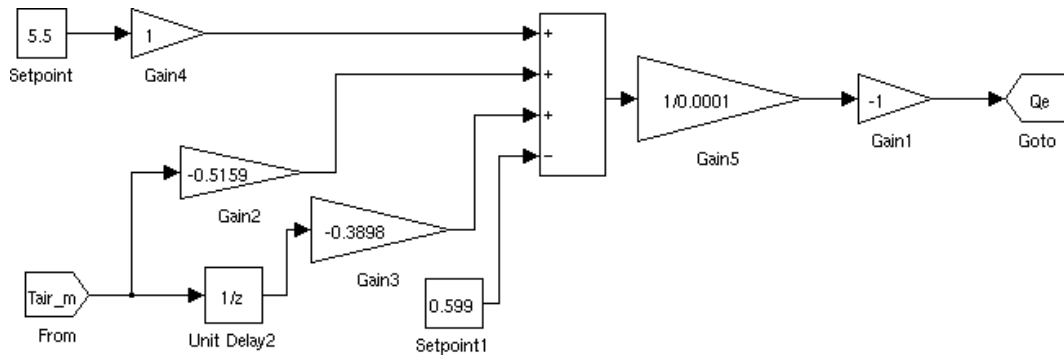 5.5
Setpoint
1
Gain4
+
+
+
−
1/0.0001
Gain5
-1
Gain1
Qe
Goto
-0.5159
Gain2
-0.3898
Gain3
Tair_m
From
1/z
Unit Delay2
0.599
Setpoint1